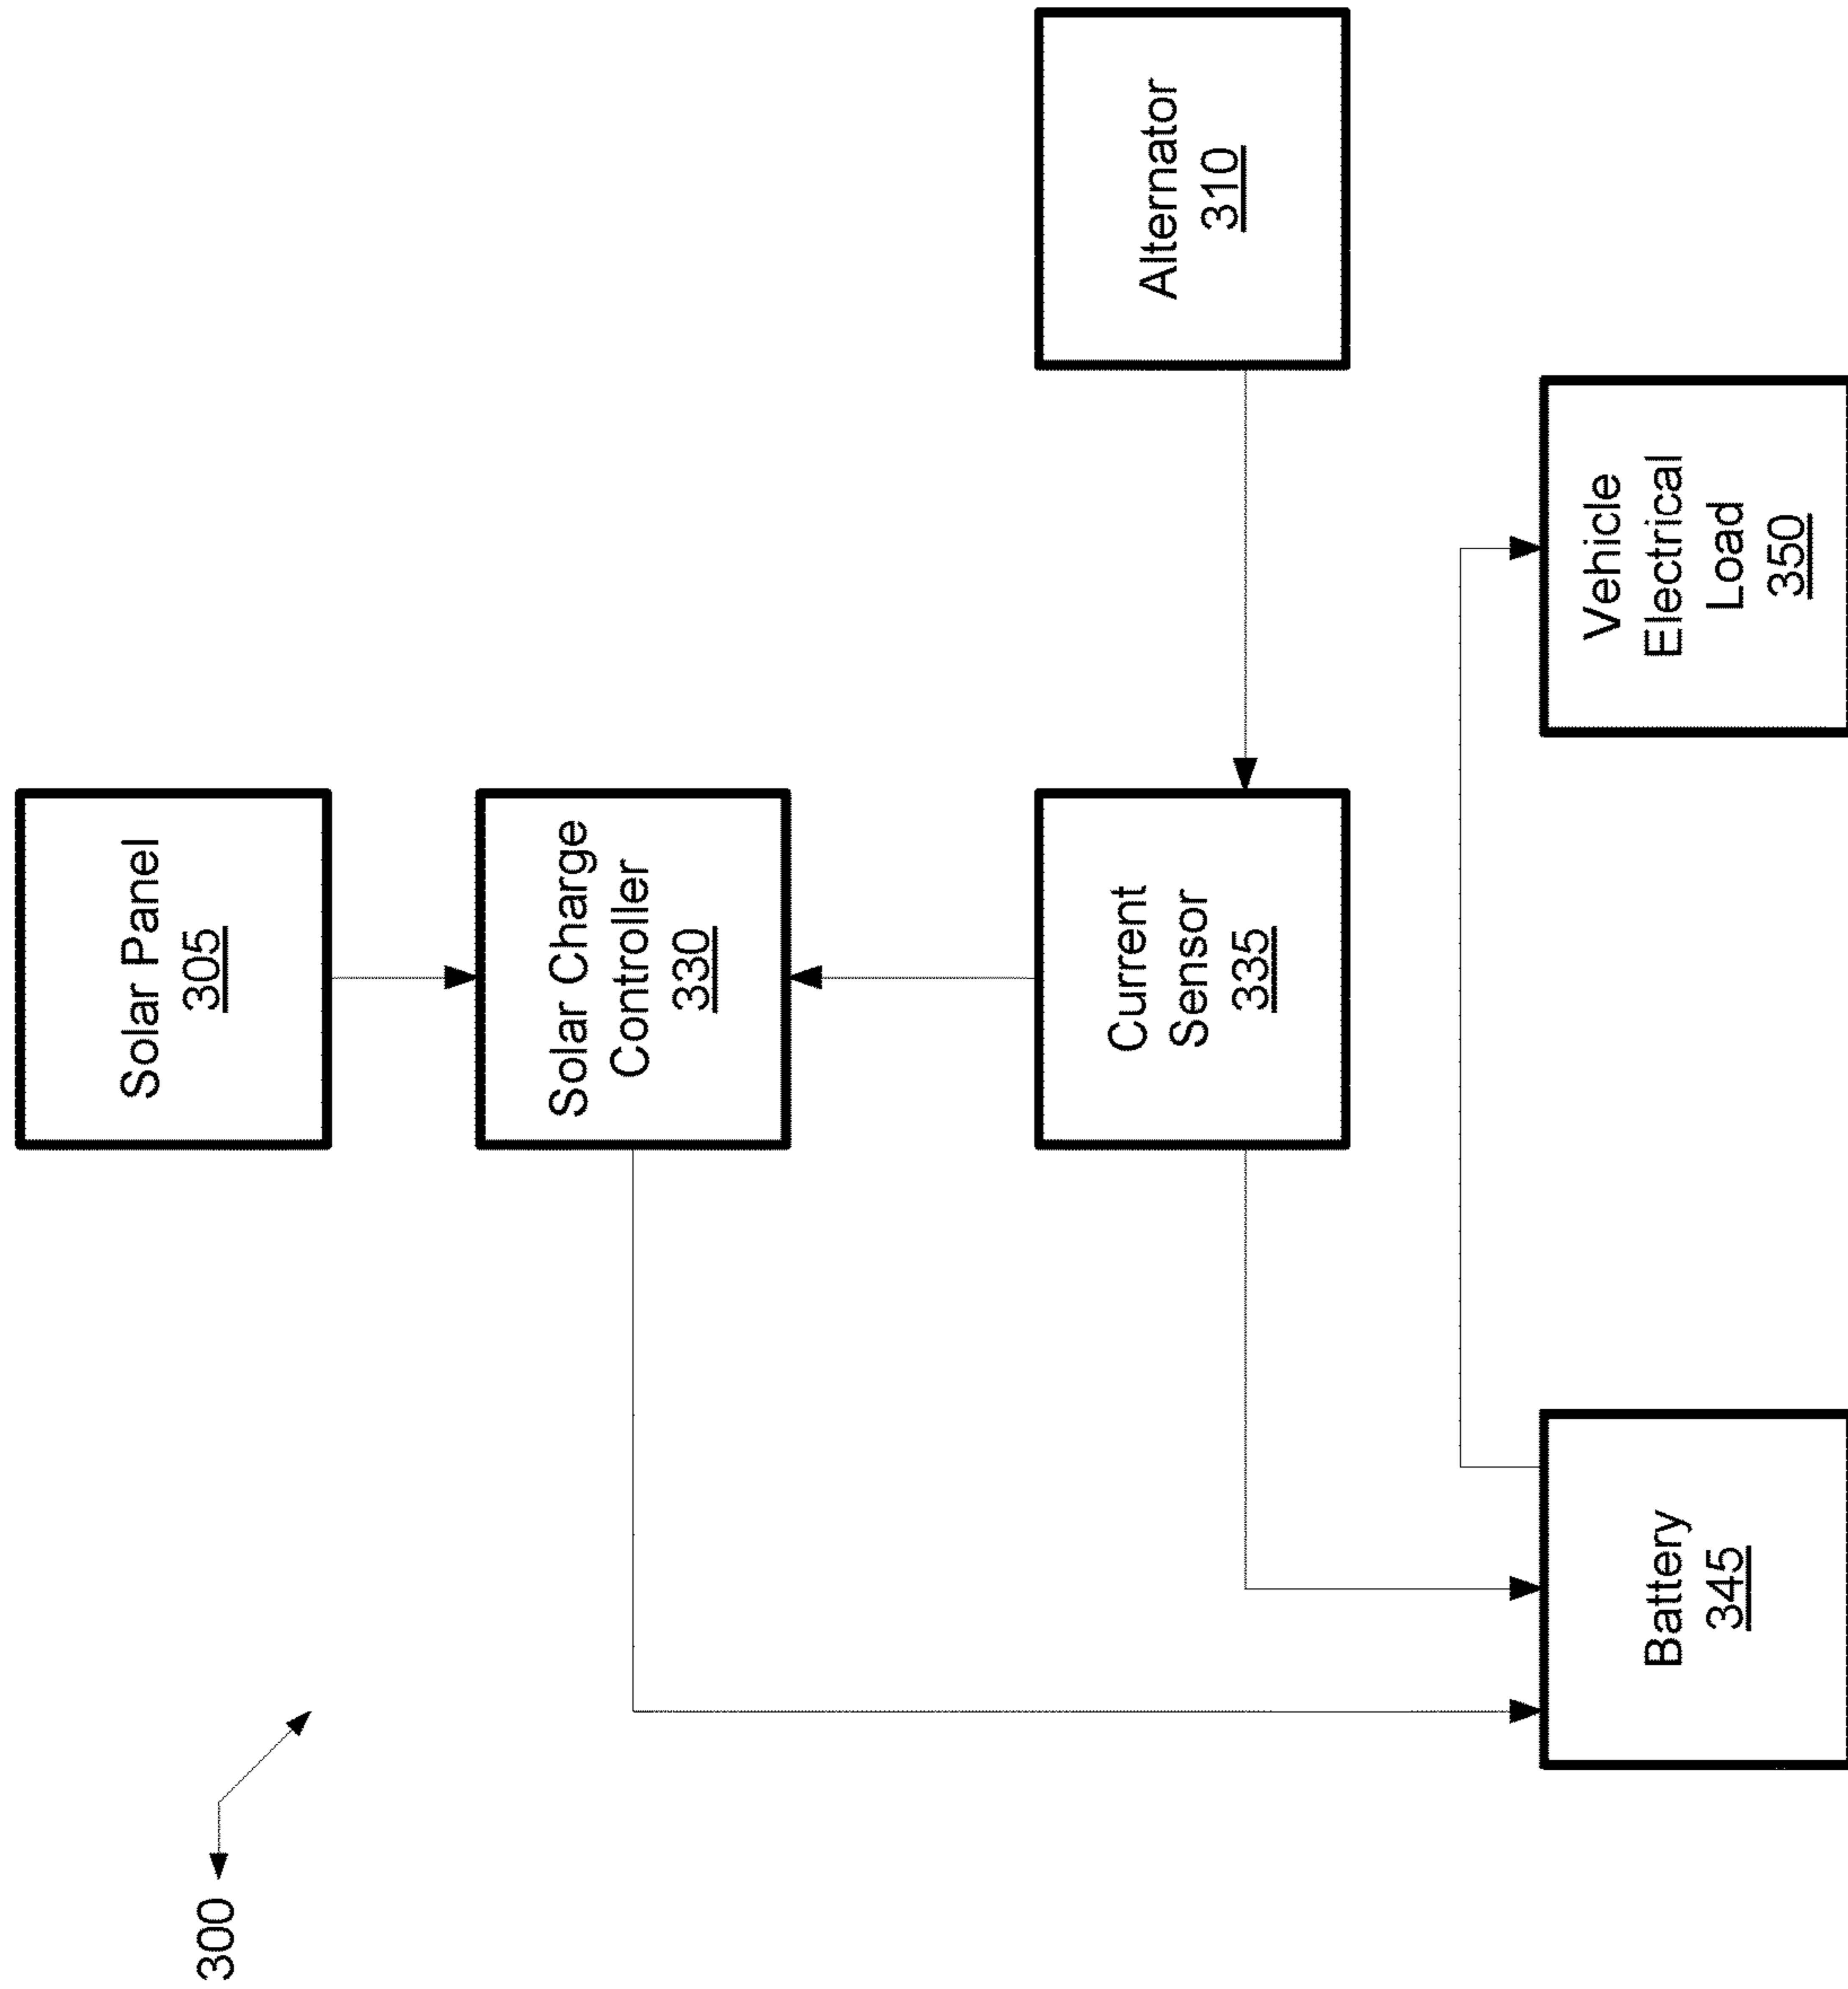 300
Solar Panel
305
Solar Charge
Controller
330
Alternator
310
Current
Sensor
335
Battery
345
Vehicle
Electrical
Load
350